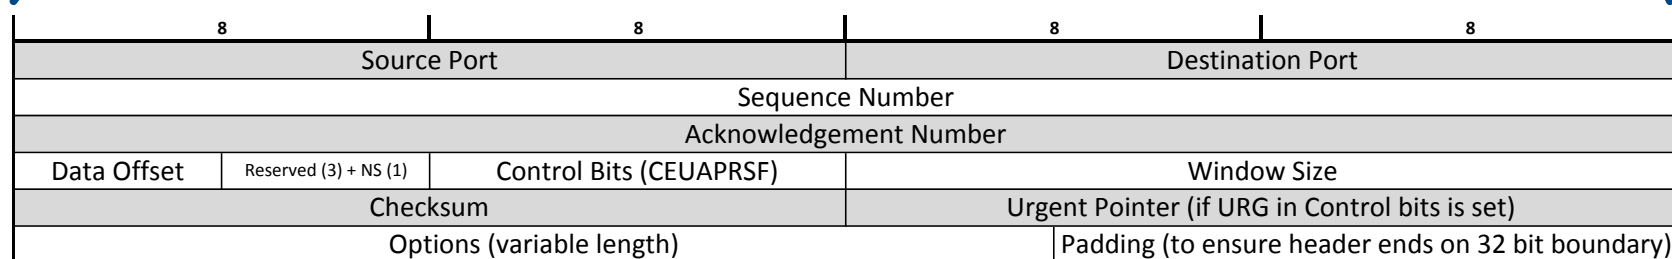 8 8 8 8
Source Port Destination Port
Sequence Number
Acknowledgement Number
Data Offset Reserved (3) + NS (1) Control Bits (CEUAPRSF) Window Size
Checksum Urgent Pointer (if URG in Control bits is set)
Options (variable length) Padding (to ensure header ends on 32 bit boundary)